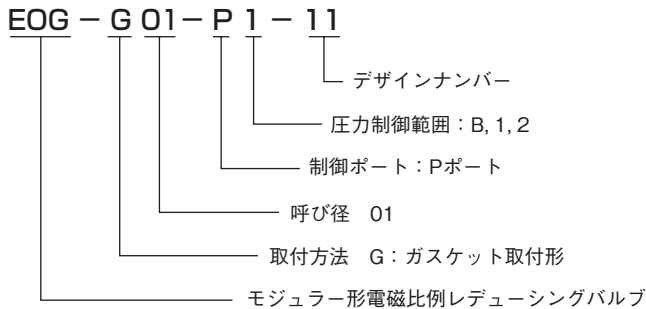 EOG－G 01－P 1－11
デザインナンバー
圧力制御範囲：B, 1, 2
制御ポート：Pポート
呼び径　01
取付方法　G：ガスケット取付形
モジュラー形電磁比例レデューシングバルブ